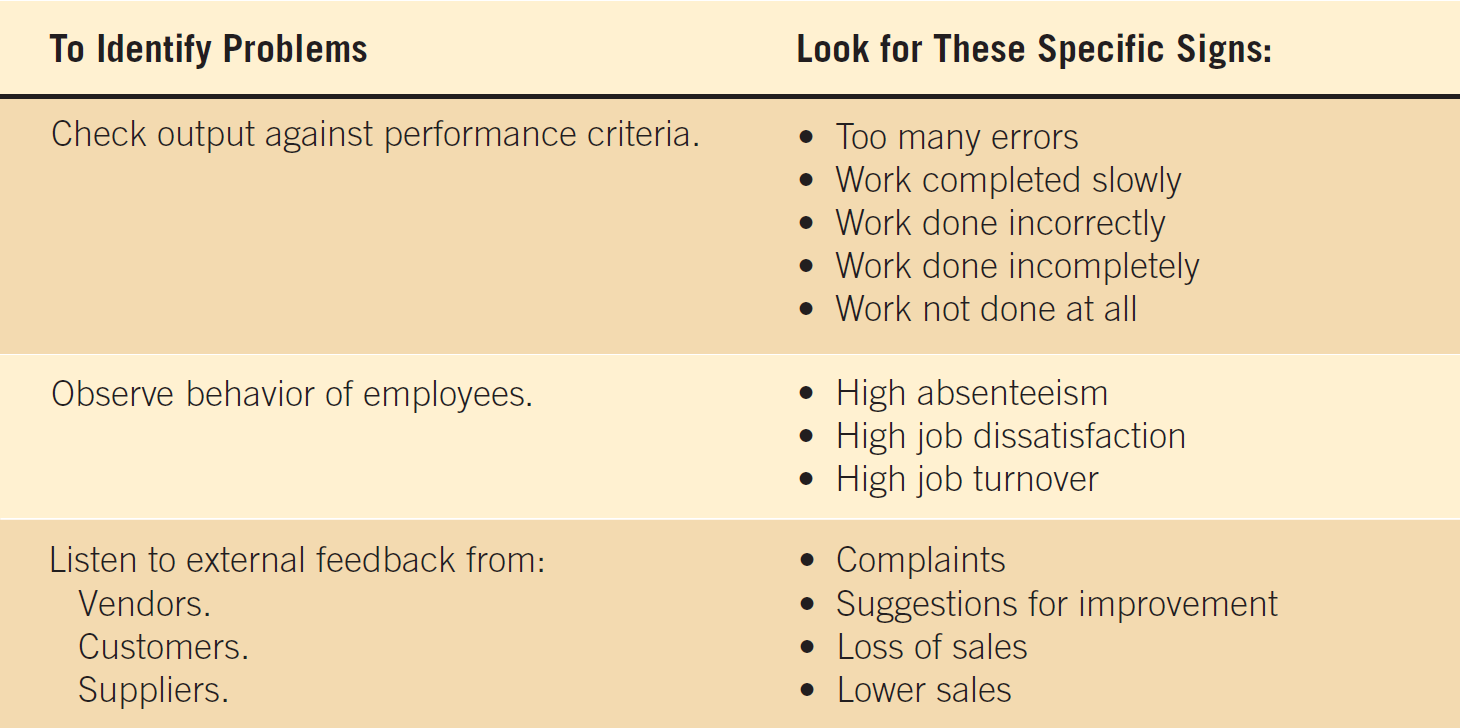 To Identify Problems
Look for These Specific Signs:
Check output against performance criteria.
• Too many errors
• Work completed slowly
• Work done incorrectly
• Work done incompletely
• Work not done at all
Observe behavior of employees.
• High absenteeism
• High job dissatisfaction
• High job turnover
Listen to external feedback from:
Vendors.
Customers.
Suppliers.
• Complaints
• Suggestions for improvement
• Loss of sales
• Lower sales